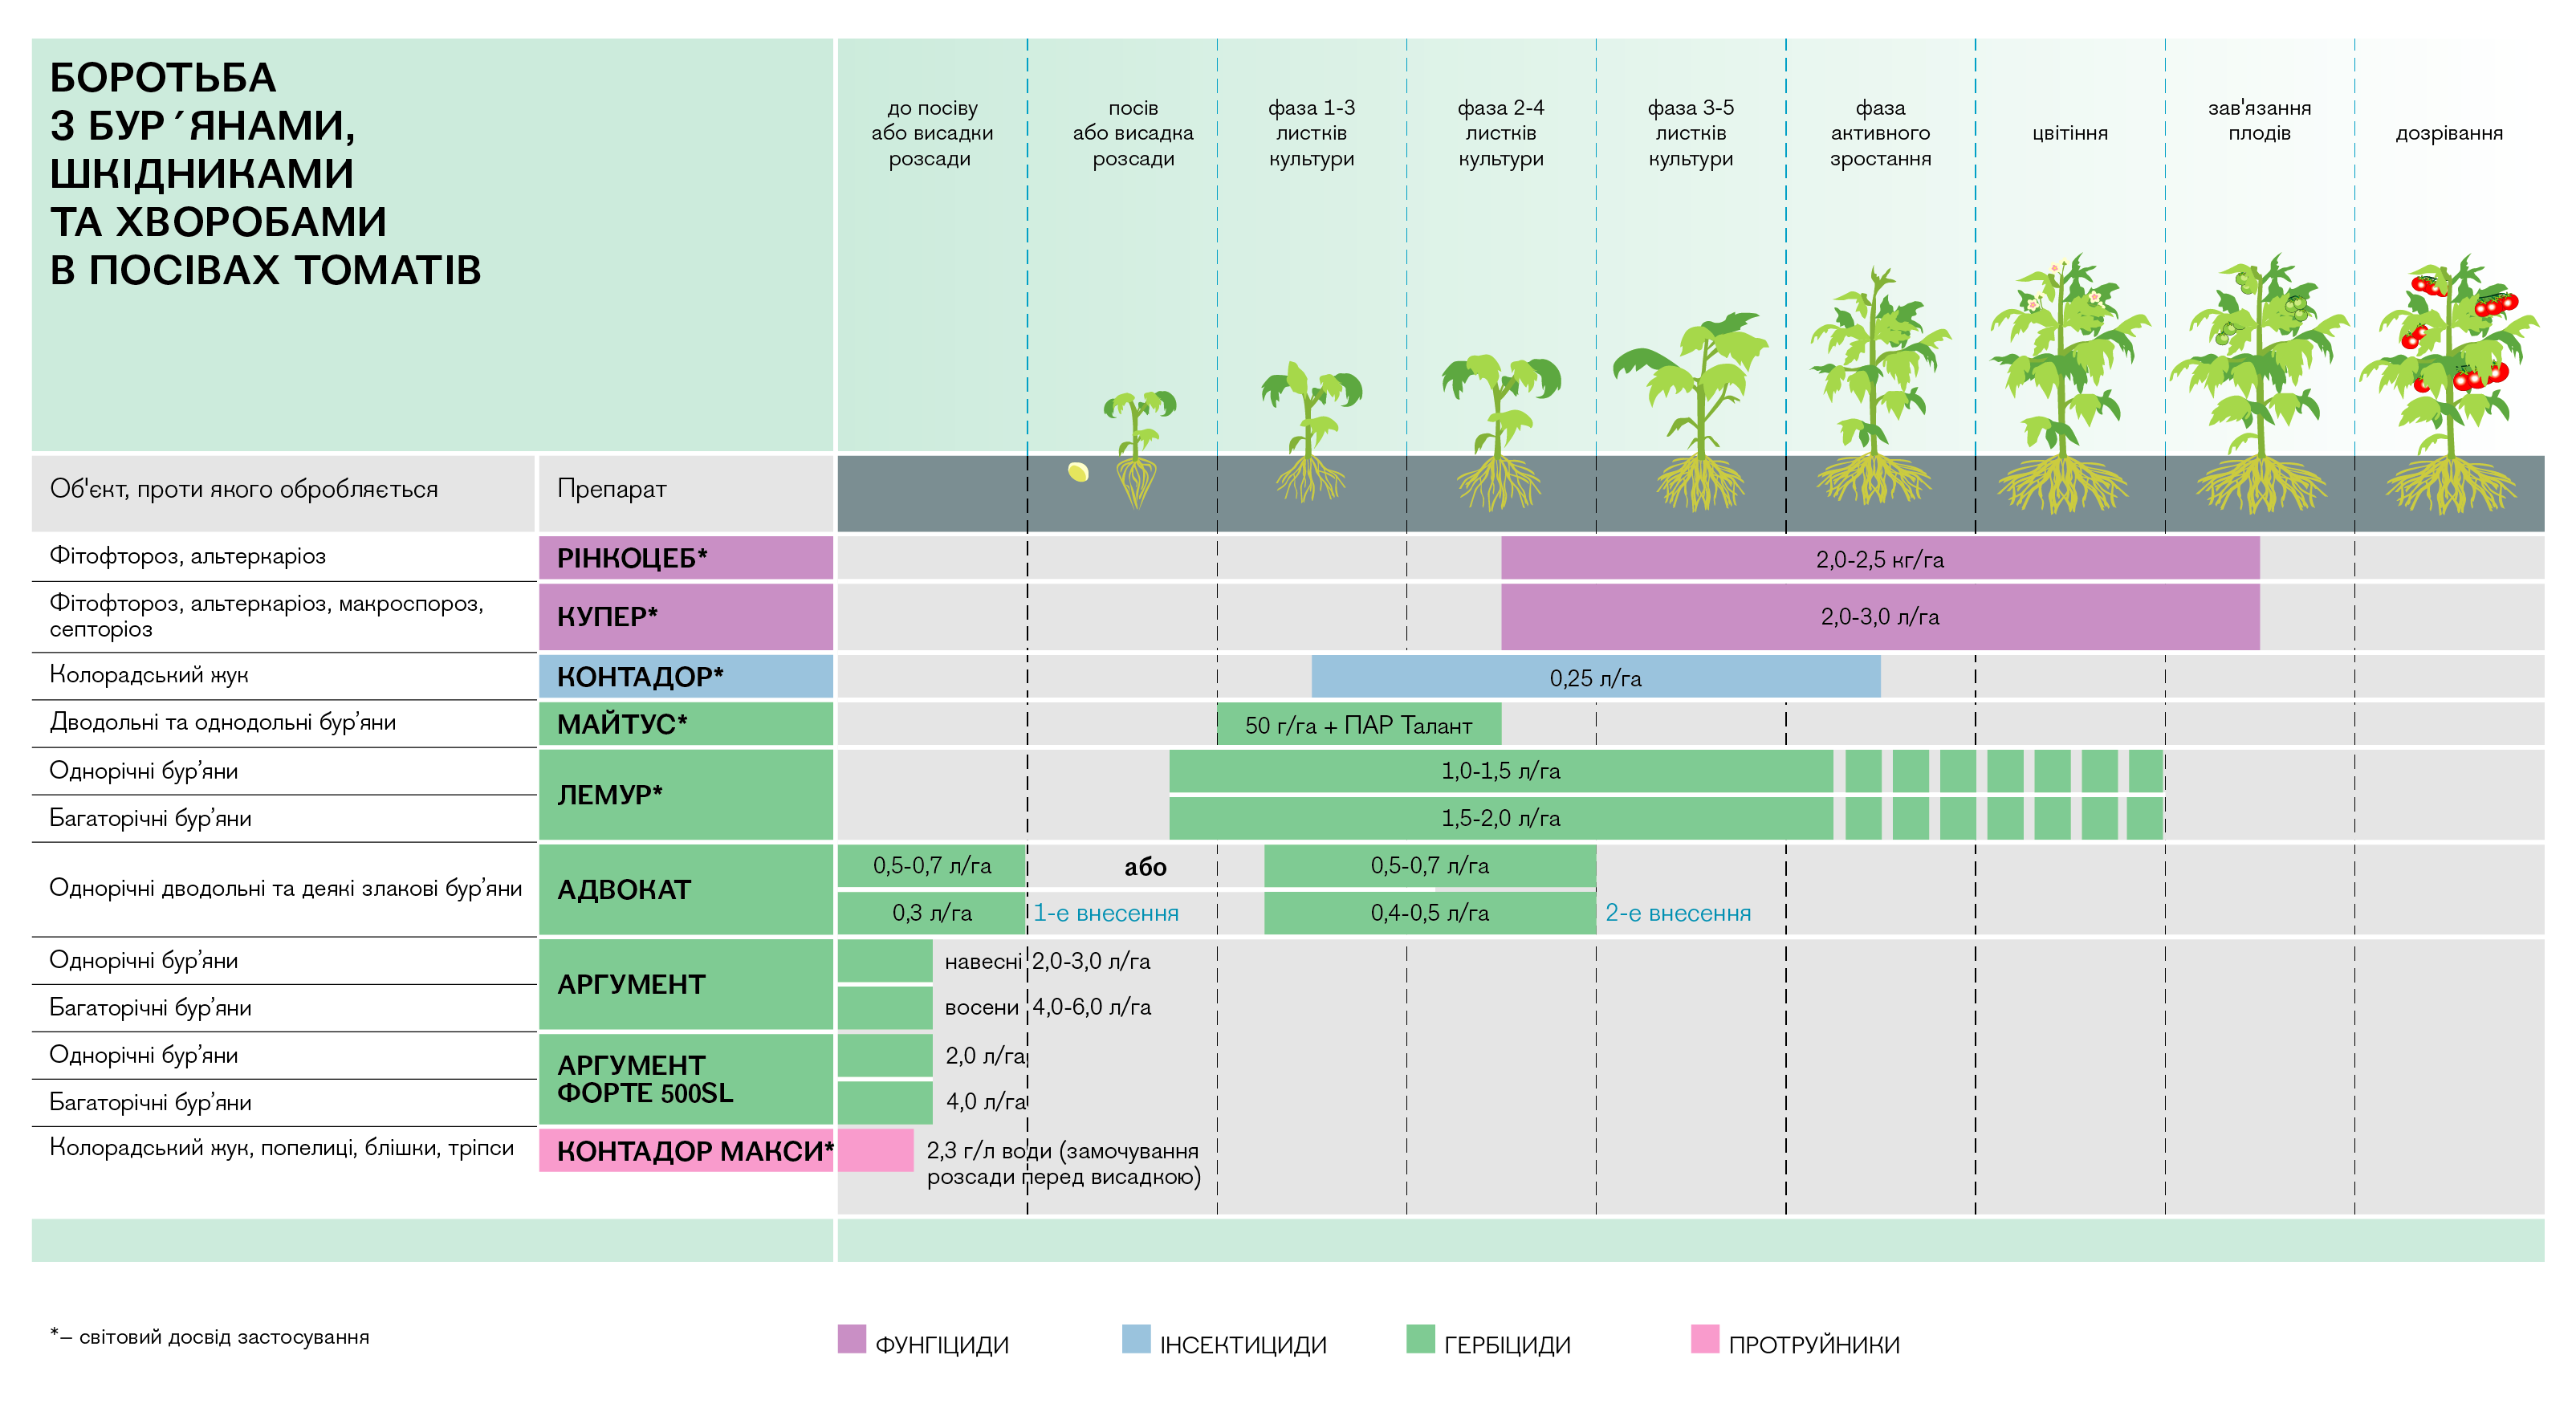 БОРОТЬБА
З БУР´ЯНАМИ,
ШКІДНИКАМИ
ТА ХВОРОБАМИ
В ПОСІВАХ ТОМАТІВ
до посіву
або висадки
розсади
посів
або висадка
розсади
фаза 1-3
листків
культури
фаза 2-4
листків
культури
фаза 3-5
листків
культури
фаза
активного
зростання
цвітіння
зав'язання
плодів
дозрівання
Об'єкт, проти якого обробляється
Препарат
Фітофтороз, альтеркаріоз
РІНКОЦЕБ*
2,0-2,5 кг/га
Фітофтороз, альтеркаріоз, макроспороз,
септоріоз
КУПЕР*
2,0-3,0 л/га
Колорадський жук
КОНТАДОР*
0,25 л/га
Дводольні та однодольні бур’яни
МАЙТУС*
50 г/га + ПАР Талант
Однорічні бур’яни
ЛЕМУР*
1,0-1,5 л/га
Багаторічні бур’яни
1,5-2,0 л/га
Однорічні дводольні та деякі злакові бур’яни
АДВОКАТ
0,5-0,7 л/га
або
0,5-0,7 л/га
0,3 л/га
1-е внесення
0,4-0,5 л/га
2-е внесення
Однорічні бур’яни
АРГУМЕНТ
навесні 2,0-3,0 л/га
Багаторічні бур’яни
восени 4,0-6,0 л/га
Однорічні бур’яни
АРГУМЕНТ
ФОРТЕ 500SL
2,0 л/га
Багаторічні бур’яни
4,0 л/га
Колорадський жук, попелиці, блішки, тріпси
КОНТАДОР МАКСИ*
2,3 г/л води (замочування
розсади перед висадкою)
*– світовий досвід застосування
ФУНГІЦИДИ
ІНСЕКТИЦИДИ
ГЕРБІЦИДИ
ПРОТРУЙНИКИ